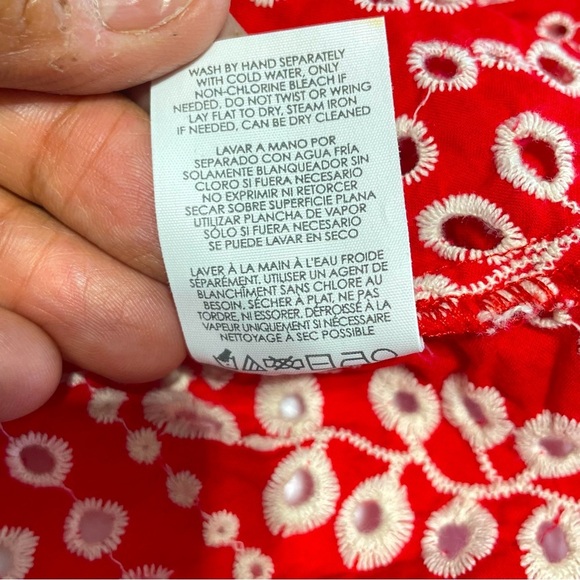 WASH BY HAND SEPARATELY
WITH COLD WATER, ONLY
NON-CHLORINE BLEACH IF
NEEDED, DO NOT TWIST OR WRING
LAY FLAT TO DRY, STEAM IRON
IF NEEDED, CAN BE DRY CLEANED
LAVAR A MANO POR
SEPARADO CON AGUA FRÍA
SOLAMENTE BLANQUEADOR SIN
CLORO SI FUERA NECESARIO
NO EXPRIMIR NI RETORCER
SECAR SOBRE SUPERFICIE PLANA
UTILIZAR PLANCHA DE VAPOR
SÓLO SI FUERA NECESARIO
SE PUEDE LAVAR EN SECO
LAVER À LA MAIN À L'EAU FROIDE
SÉPARÉMENT. UTILISER UN AGENT DE
BLANCHÎMENT SANS CHLORE AU
BESOIN, SÉCHER À PLAT, NE PAS
TORDRE, NI ESSORER. DÉFROISSÉ À LA
VAPEUR UNIQUEMENT SI NÉCESSAIRE
NETTOYAGE À SEC POSSIBLE